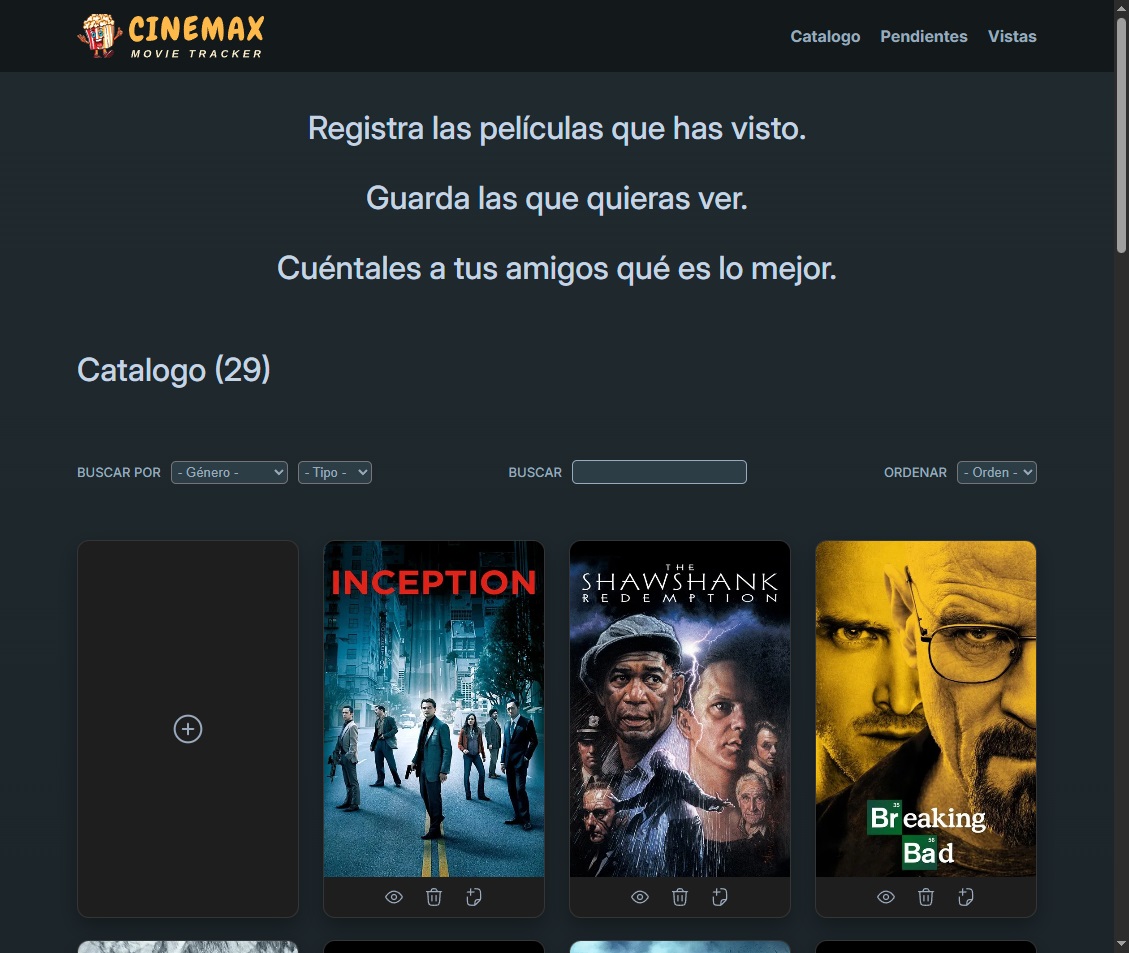 CINEMAX
MOVIE TRACKER
Catalogo Pendientes Vistas
Registra las películas que has visto.
Guarda las que quieras ver.
Cuéntales a tus amigos qué es lo mejor.
Catalogo (29)
BUSCAR POR - Género - - Tipo - BUSCAR ORDENAR - Orden -
INCEPTION
THE
SHAWSHANK
REDEMPTION
35
Breaking
56
Bad